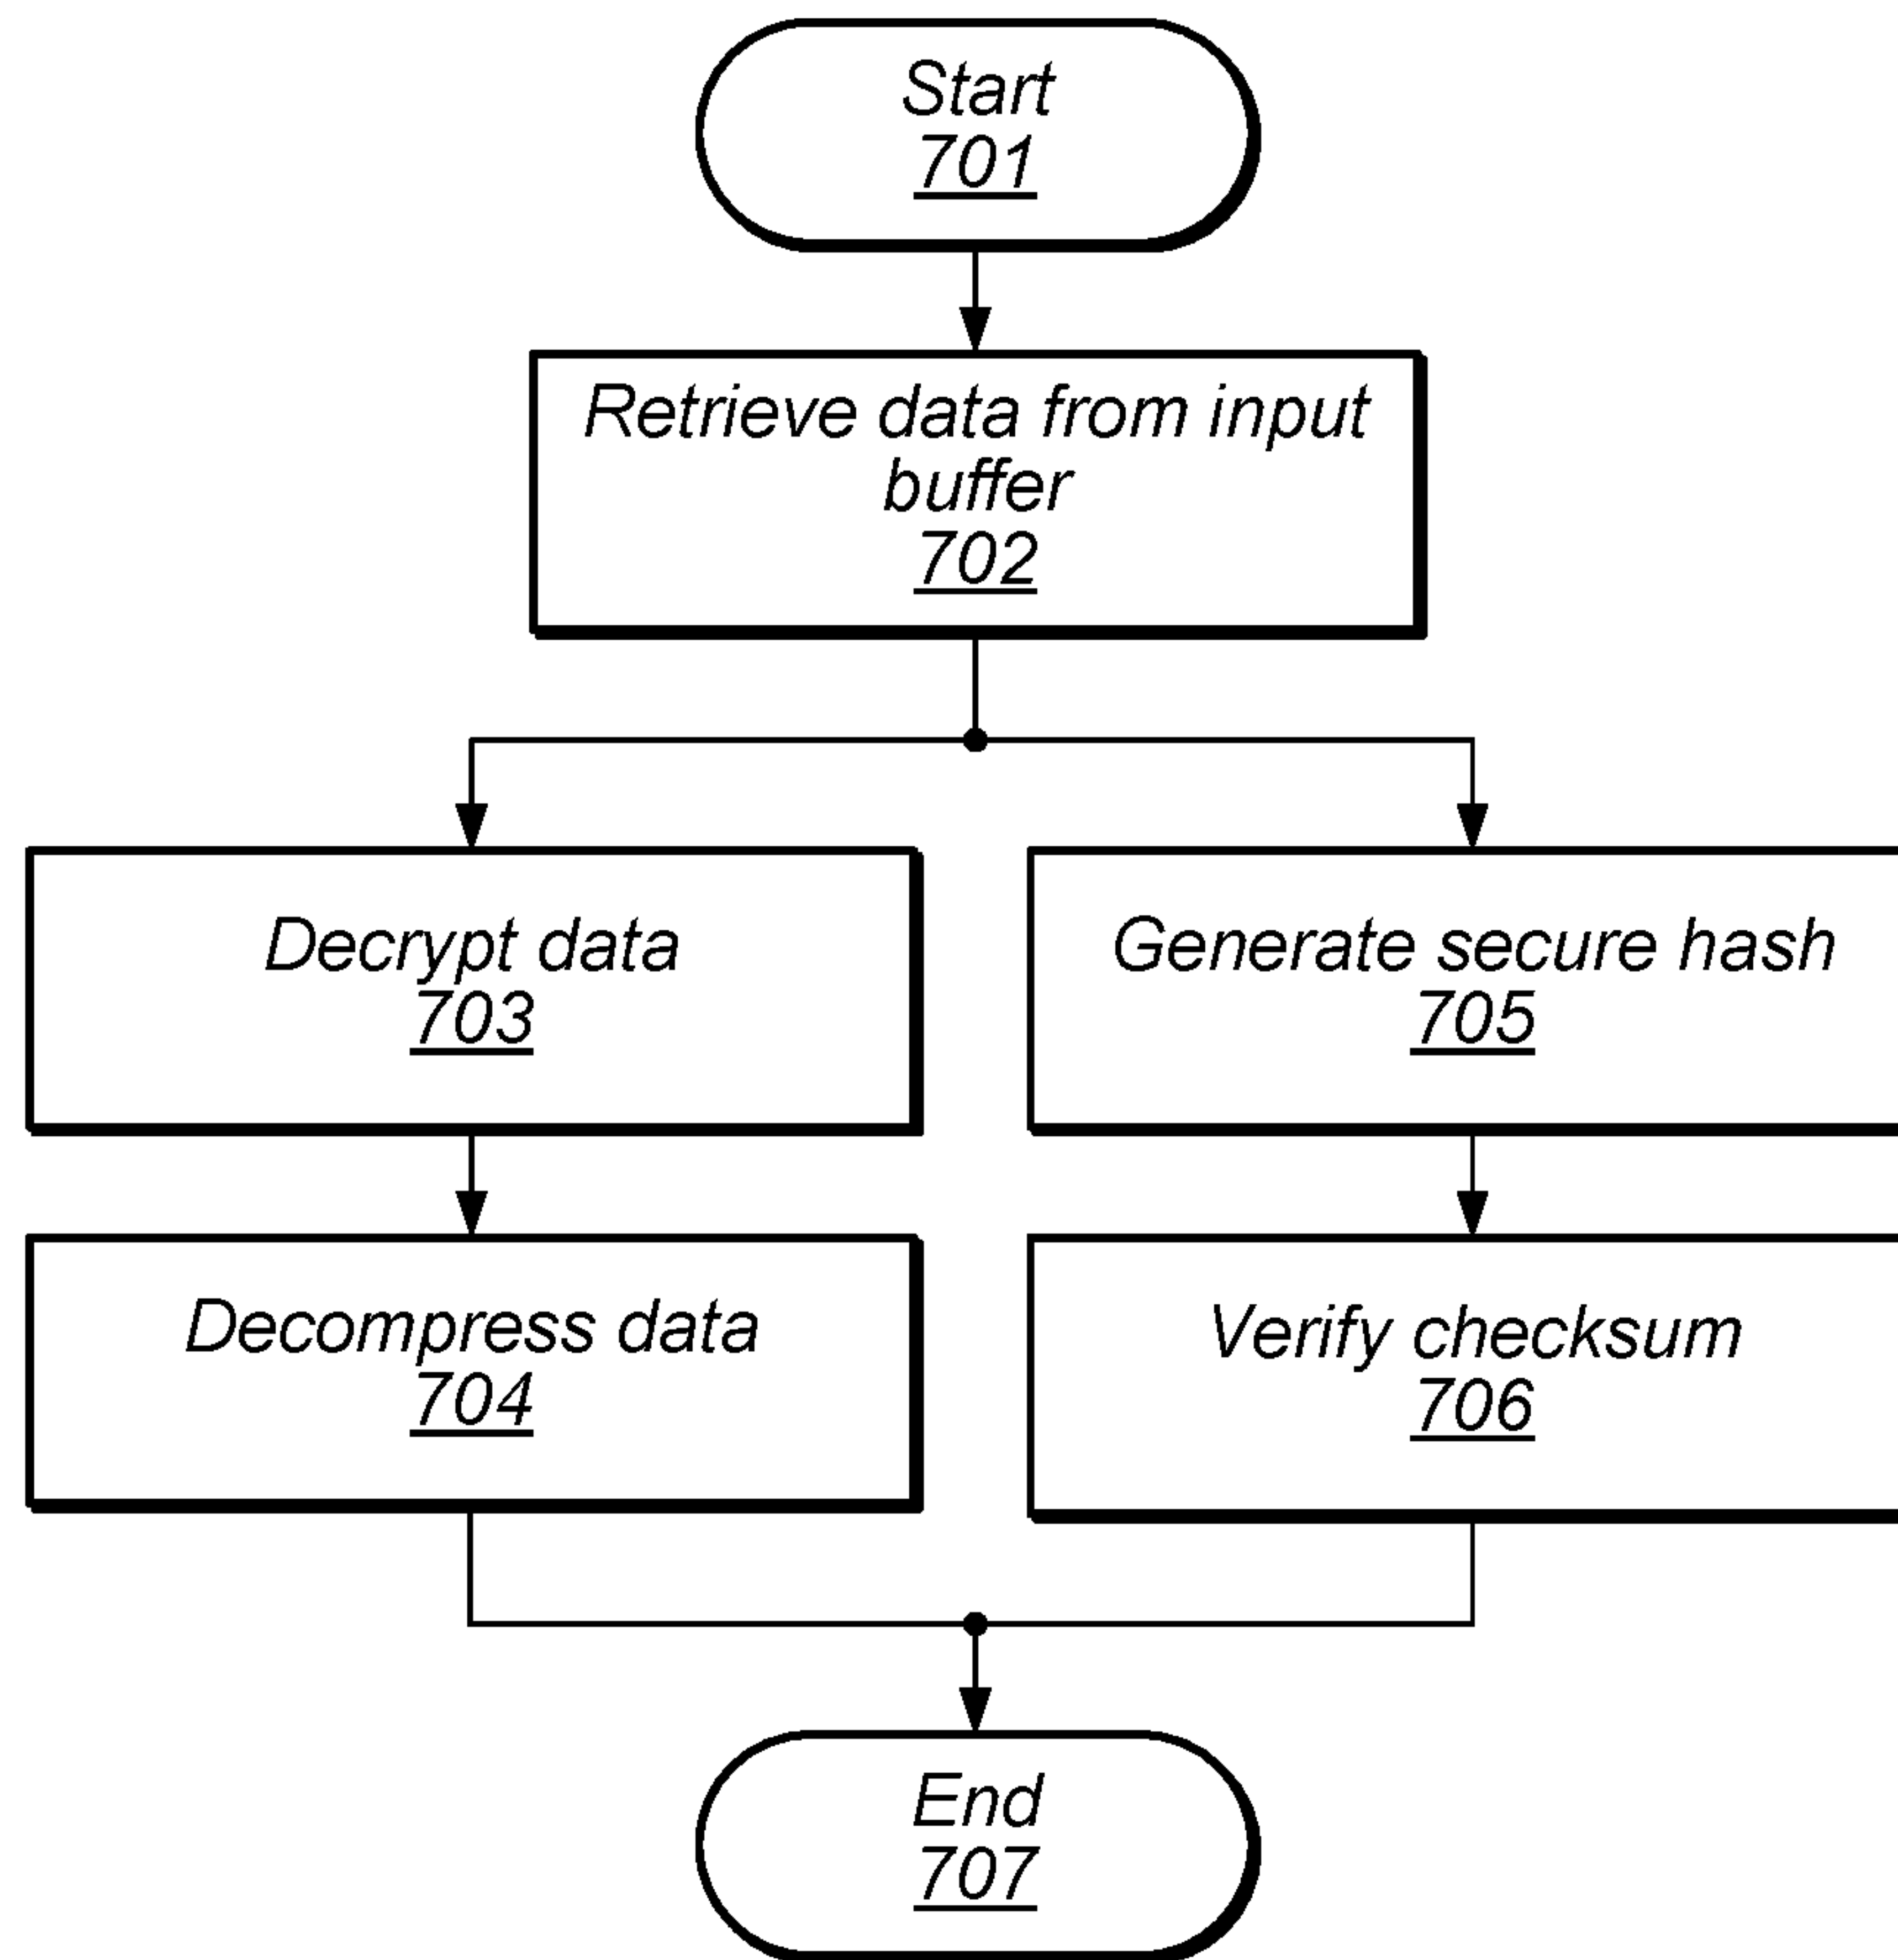 Start
701
Retrieve data from input
buffer
702
Decrypt data
703
Generate secure hash
705
Decompress data
704
Verify checksum
706
End
707